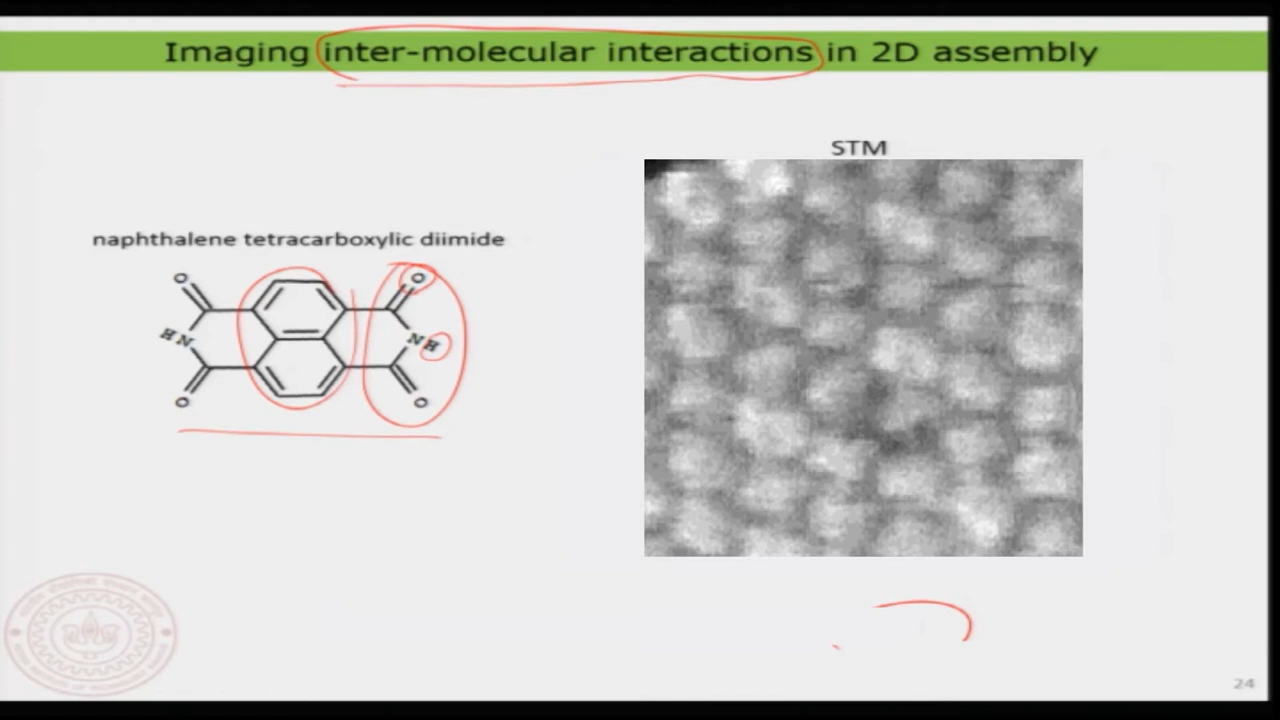 Imaging inter-molecular interactions in 2D assembly
STM
naphthalene tetracarboxylic diimide
O O
HN NH
O O
24